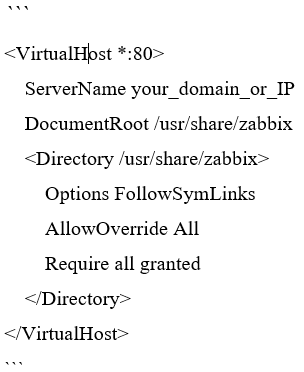 ```
<VirtualHost *:80>
    ServerName your_domain_or_IP
    DocumentRoot /usr/share/zabbix
    <Directory /usr/share/zabbix>
        Options FollowSymLinks
        AllowOverride All
        Require all granted
    </Directory>
</VirtualHost>
```